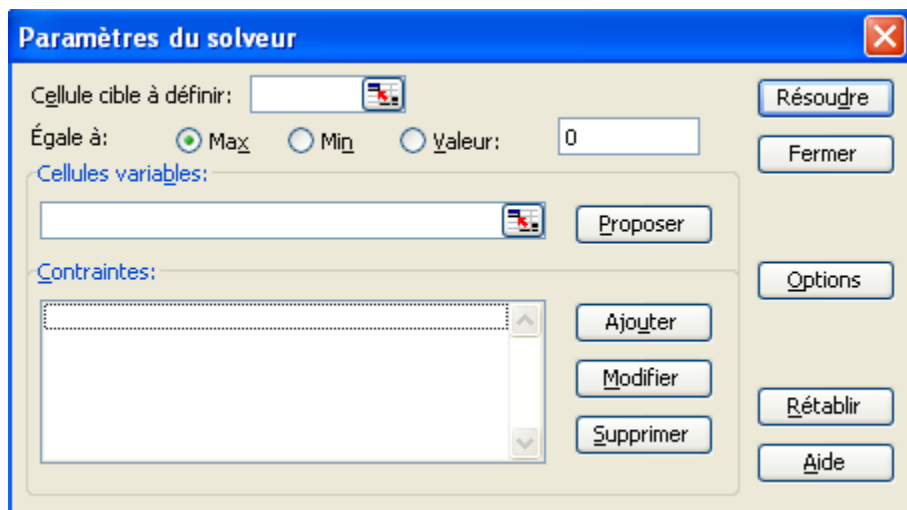 Paramètres du solveur
Cellule cible à définir:
Résoudre
Égale à: Max Min Valeur: 0
Fermer
Cellules variables:
Proposer
Contraintes:
Options
Ajouter
Modifier
Rétablir
Supprimer
Aide